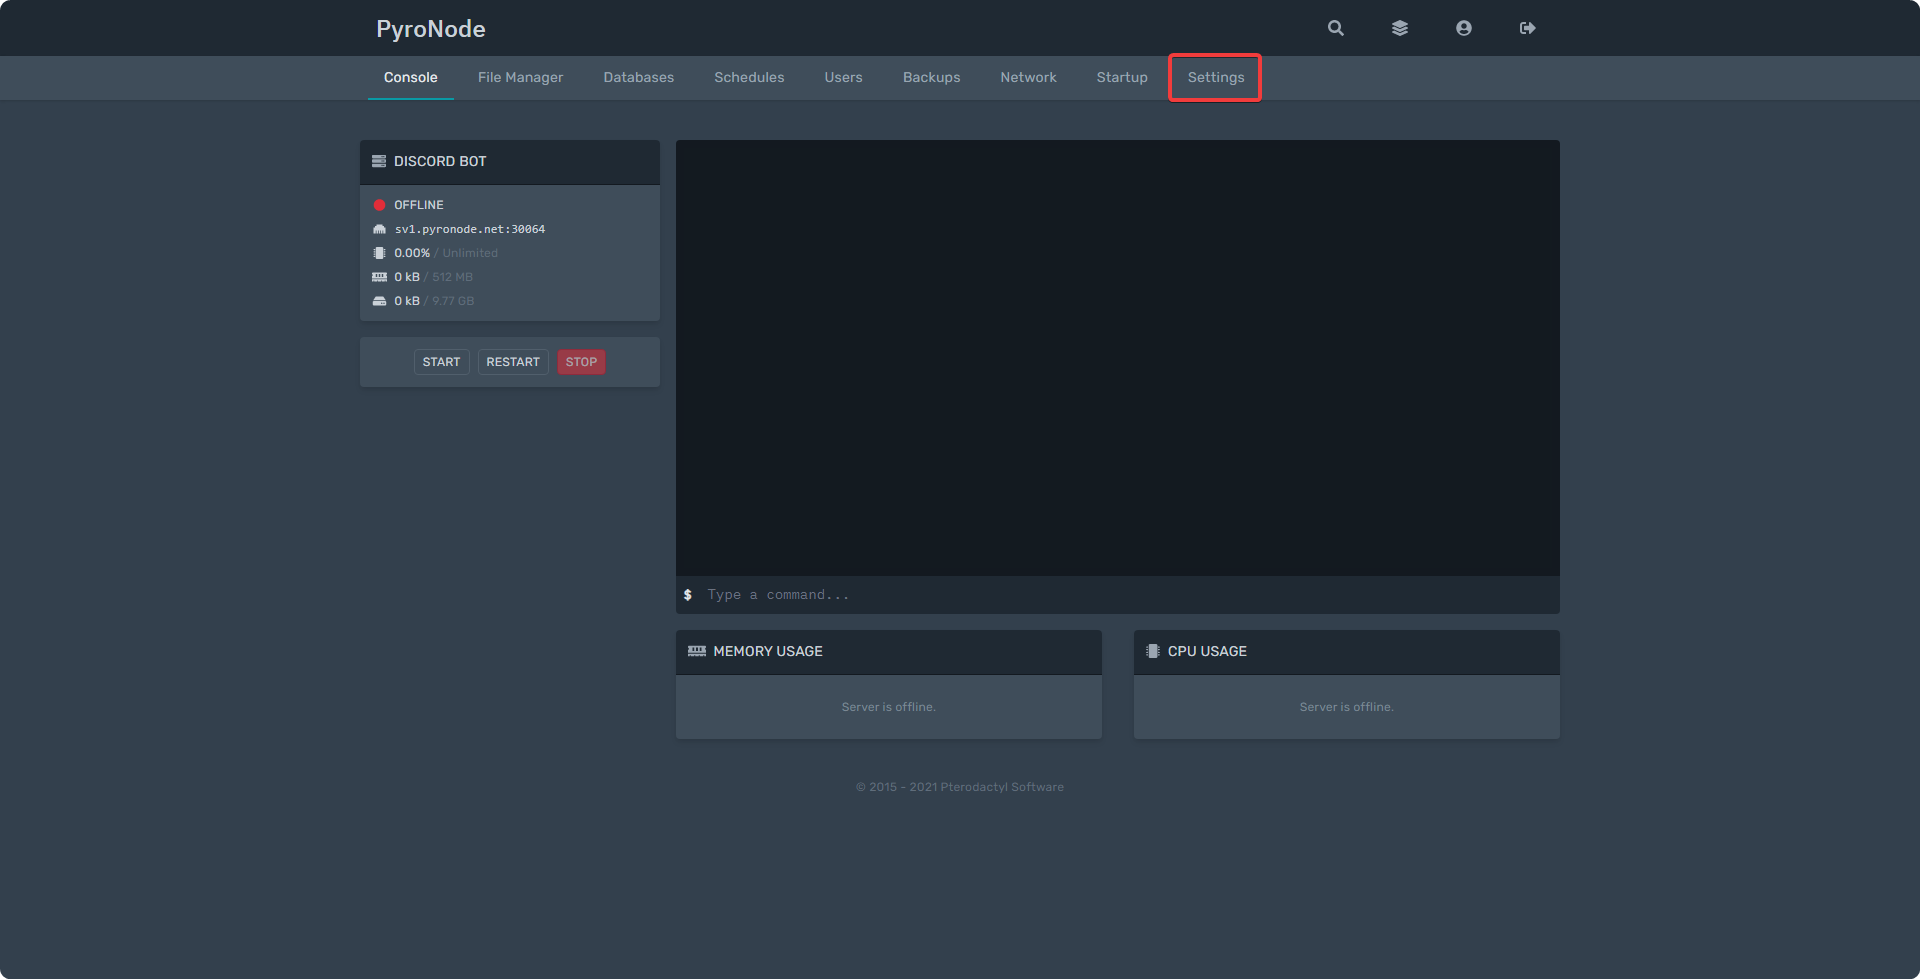 PyroNode
Console File Manager Databases Schedules Users Backups Network Startup Settings
DISCORD BOT
OFFLINE
sv1.pyronode.net:30064
0.00% / Unlimited
0 kB / 512 MB
0 kB / 9.77 GB
START RESTART STOP
$ Type a command...
MEMORY USAGE
Server is offline.
CPU USAGE
Server is offline.
© 2015 - 2021 Pterodactyl Software